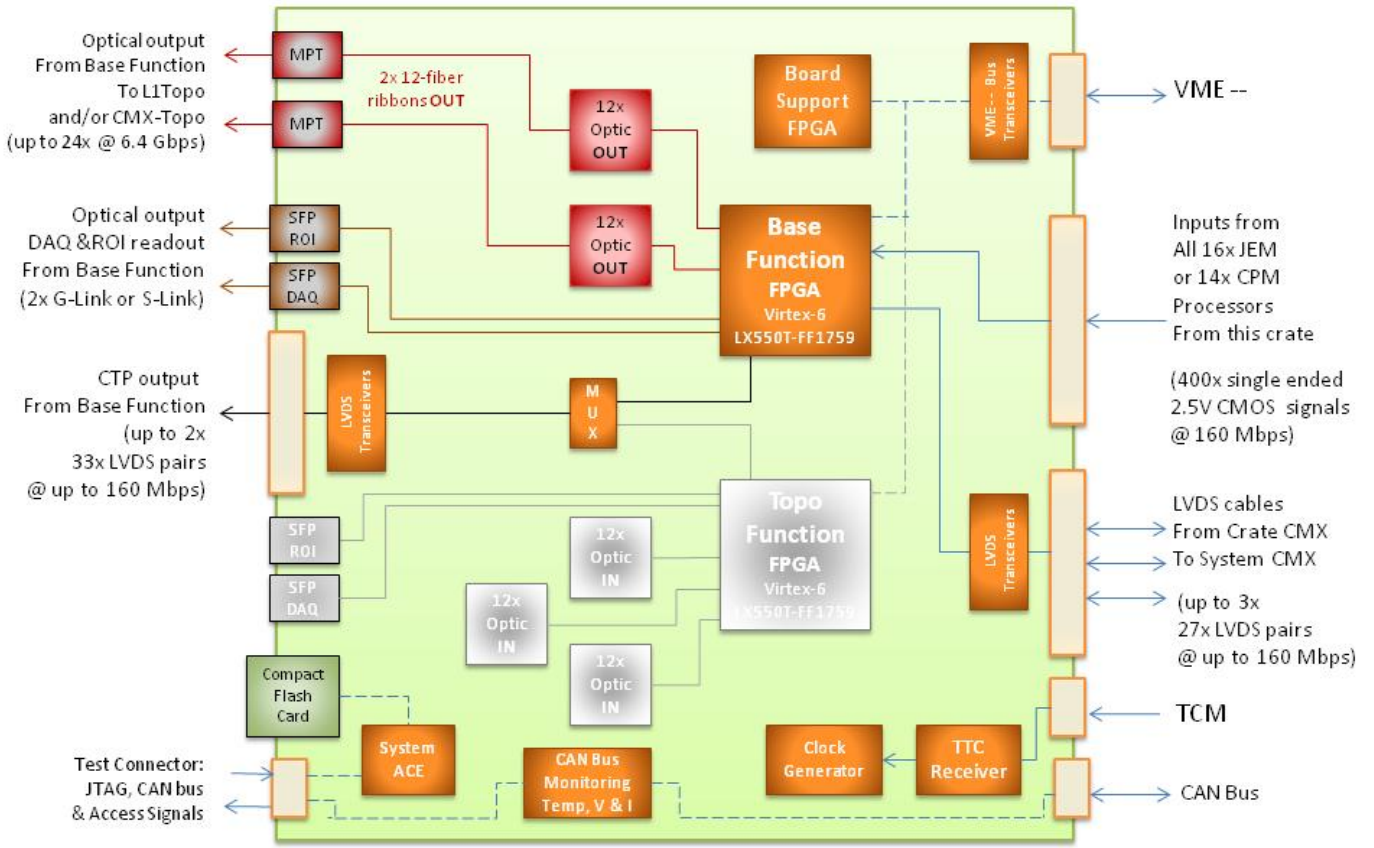 Optical output
From Base Function
To L1Topo
and/or CMX-Topo
(up to 24x @ 6.4 Gbps)
MPT
MPT
2x 12-fiber
ribbons OUT
12x
Optic
OUT
12x
Optic
OUT
Board
Support
FPGA
VME-- Bus
Transceivers
VME --
Optical output
DAQ &ROI readout
From Base Function
(2x G-Link or S-Link)
SFP
ROI
SFP
DAQ
Base
Function
FPGA
Virtex-6
LX550T-FF1759
Inputs from
All 16x JEM
or 14x CPM
Processors
From this crate
(400x single ended
2.5V CMOS signals
@ 160 Mbps)
CTP output
From Base Function
(up to 2x
33x LVDS pairs
@ up to 160 Mbps)
LVDS
Transceivers
M
U
X
SFP
ROI
SFP
DAQ
12x
Optic
IN
12x
Optic
IN
12x
Optic
IN
Topo
Function
FPGA
Virtex-6
LX550T-FF1759
LVDS
Transceivers
LVDS cables
From Crate CMX
To System CMX
(up to 3x
27x LVDS pairs
@ up to 160 Mbps)
Compact
Flash
Card
System
ACE
CAN Bus
Monitoring
Temp, V & I
Clock
Generator
TTC
Receiver
TCM
Test Connector:
JTAG, CAN bus
& Access Signals
CAN Bus